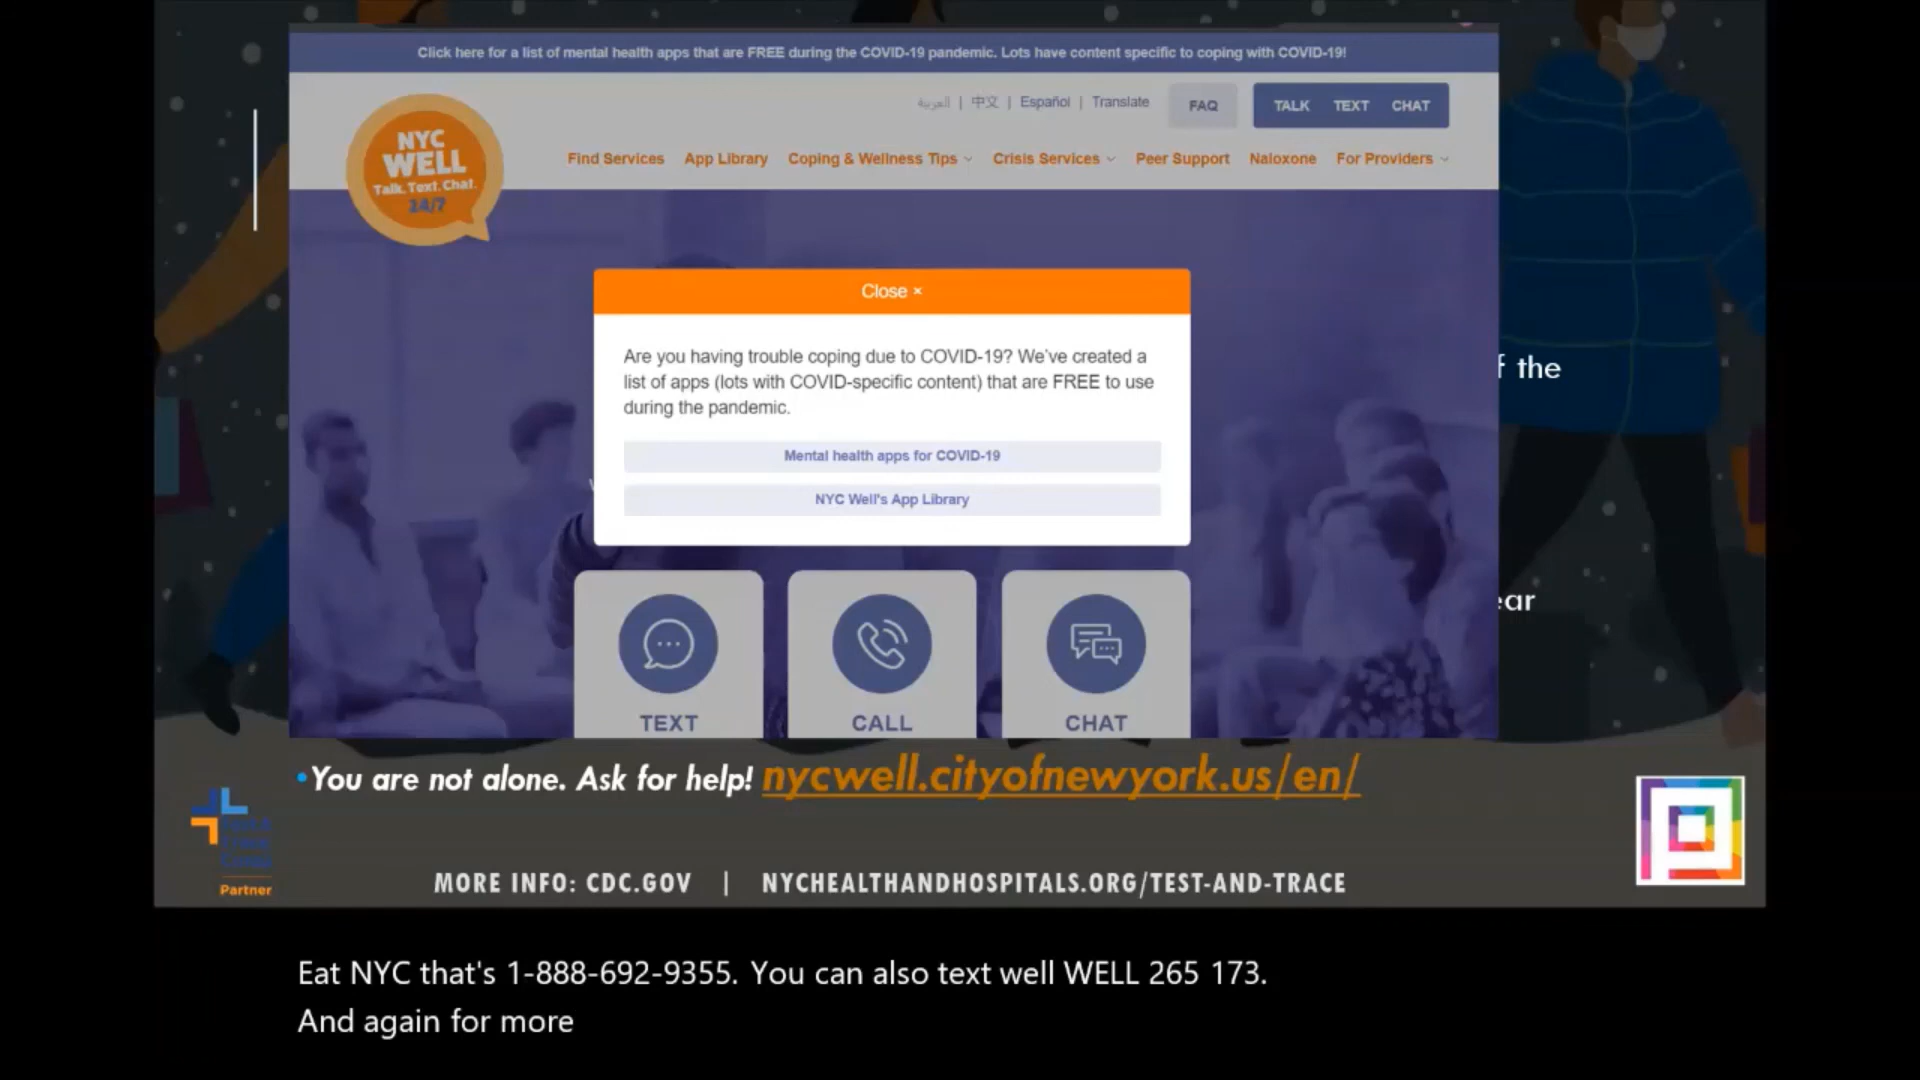 Click here for a list of mental health apps that are FREE during the COVID-19 pandemic. Lots have content specific to coping with COVID-19!
العربية | 中文 | Español | Translate
FAQ
TALK TEXT CHAT
NYC
WELL
Talk. Text. Chat.
24/7
Find Services App Library Coping & Wellness Tips Crisis Services Peer Support Naloxone For Providers
Close ×
Are you having trouble coping due to COVID-19? We've created a
list of apps (lots with COVID-specific content) that are FREE to use
during the pandemic.
Mental health apps for COVID-19
NYC Well's App Library
f the
ear
TEXT
CALL
CHAT
•You are not alone. Ask for help! nycwell.cityofnewyork.us/en/
Test &
Trace
Corps
Partner
MORE INFO: CDC.GOV | NYCHEALTHANDHOSPITALS.ORG/TEST-AND-TRACE
Eat NYC that's 1-888-692-9355. You can also text well WELL 265 173.
And again for more